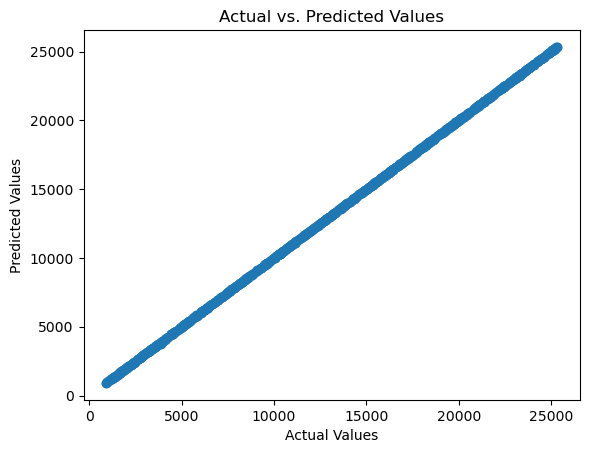 Actual vs. Predicted Values
25000
20000
15000
10000
5000
0
Predicted Values
0 5000 10000 15000 20000 25000
Actual Values